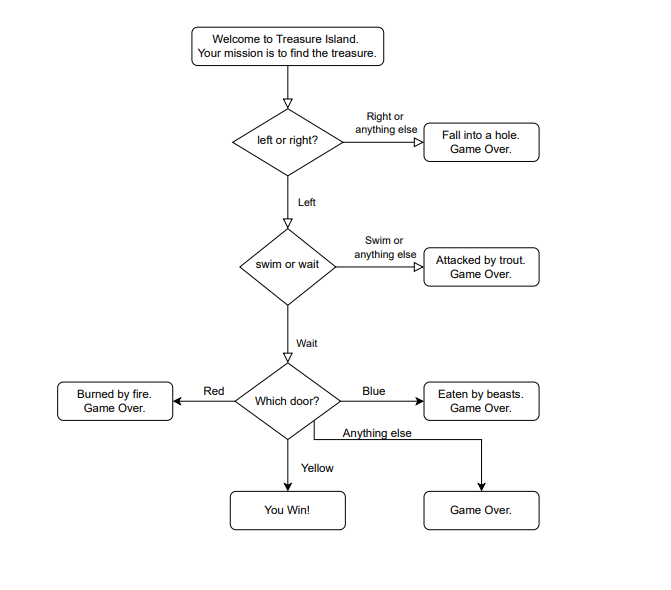 Welcome to Treasure Island.
Your mission is to find the treasure.
left or right?
Right or
anything else
Fall into a hole.
Game Over.
Left
swim or wait
Swim or
anything else
Attacked by trout.
Game Over.
Wait
Burned by fire.
Game Over.
Red
Which door?
Blue
Eaten by beasts.
Game Over.
Anything else
Yellow
You Win!
Game Over.